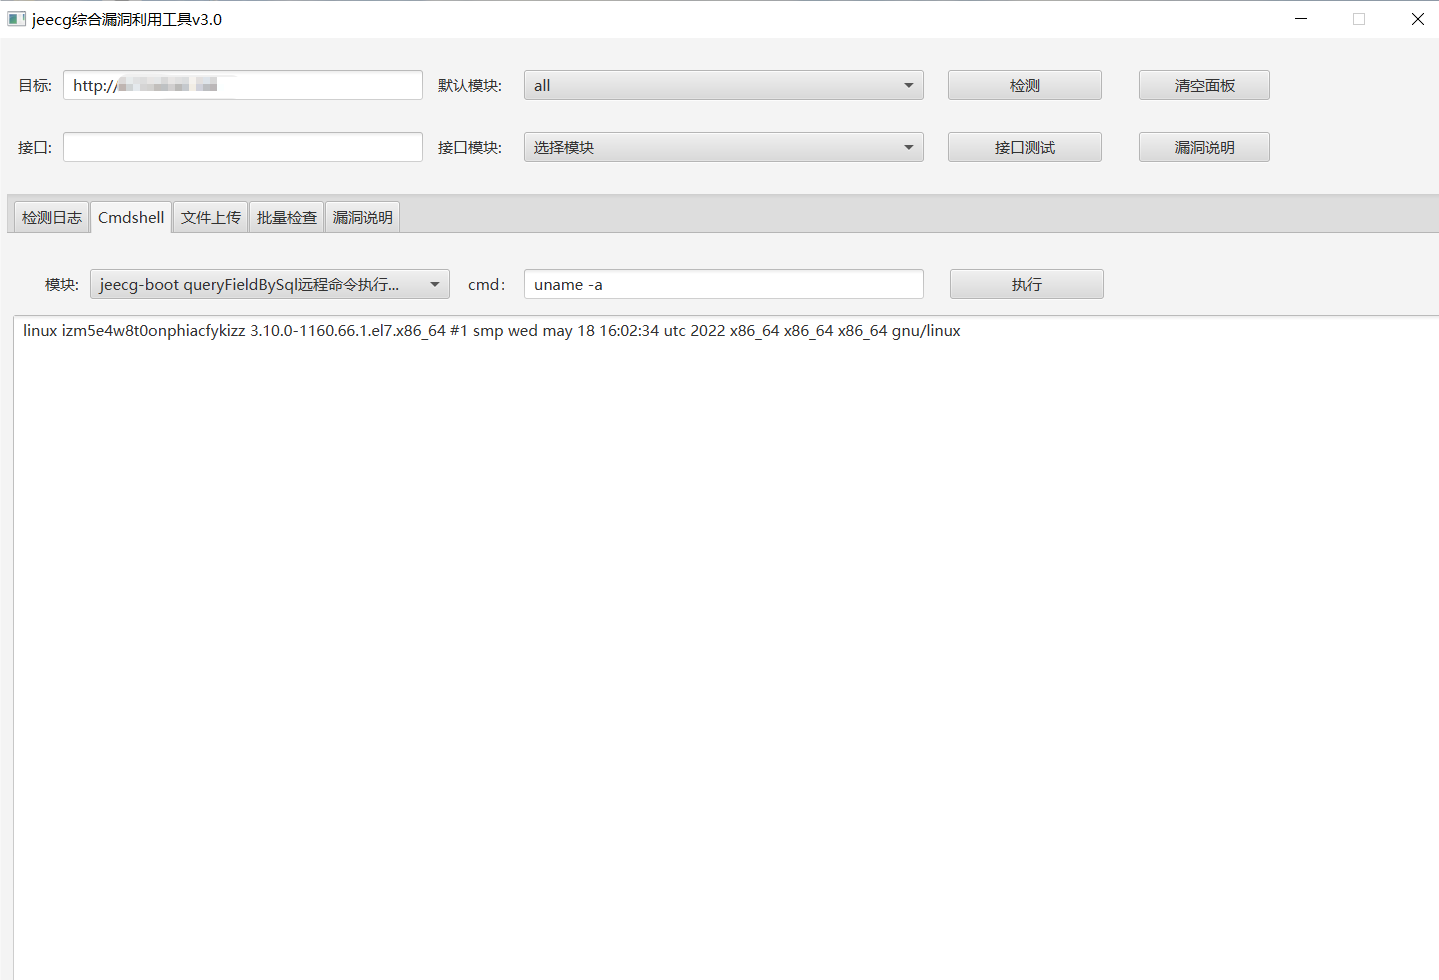 jeecg综合漏洞利用工具v3.0
目标: http:// 默认模块: all 检测 清空面板
接口: 接口模块: 选择模块 接口测试 漏洞说明
检测日志 Cmdshell 文件上传 批量检查 漏洞说明
模块: jeecg-boot queryFieldBySql远程命令执行... cmd: uname -a 执行
linux izm5e4w8t0onphiacfykizz 3.10.0-1160.66.1.el7.x86_64 #1 smp wed may 18 16:02:34 utc 2022 x86_64 x86_64 x86_64 gnu/linux